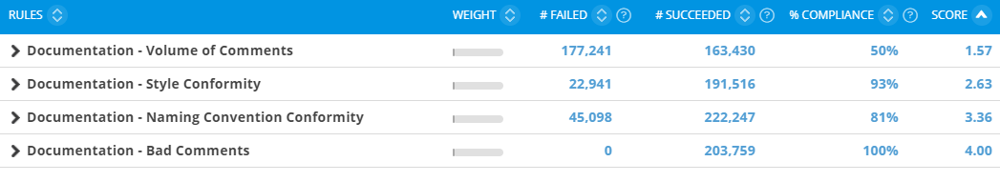 RULES WEIGHT # FAILED ? # SUCCEEDED ? % COMPLIANCE ? SCORE
Documentation - Volume of Comments 177,241 163,430 50% 1.57
Documentation - Style Conformity 22,941 191,516 93% 2.63
Documentation - Naming Convention Conformity 45,098 222,247 81% 3.36
Documentation - Bad Comments 0 203,759 100% 4.00